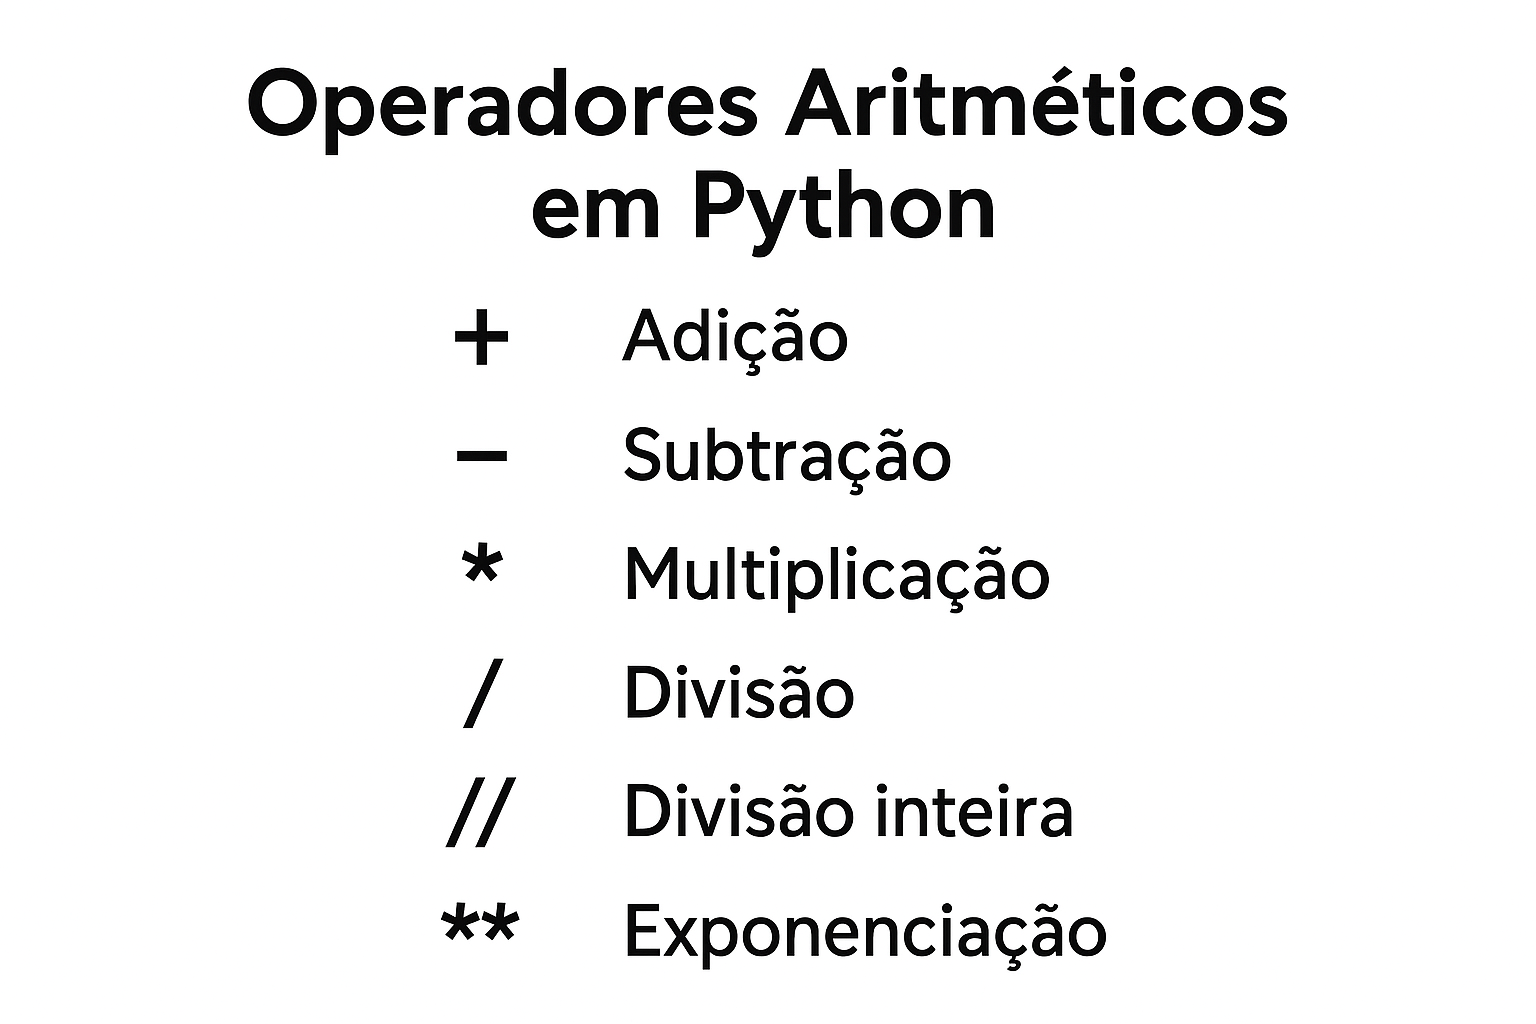 Operadores Aritméticos
em Python
+ Adição
− Subtração
* Multiplicação
/ Divisão
// Divisão inteira
** Exponenciação